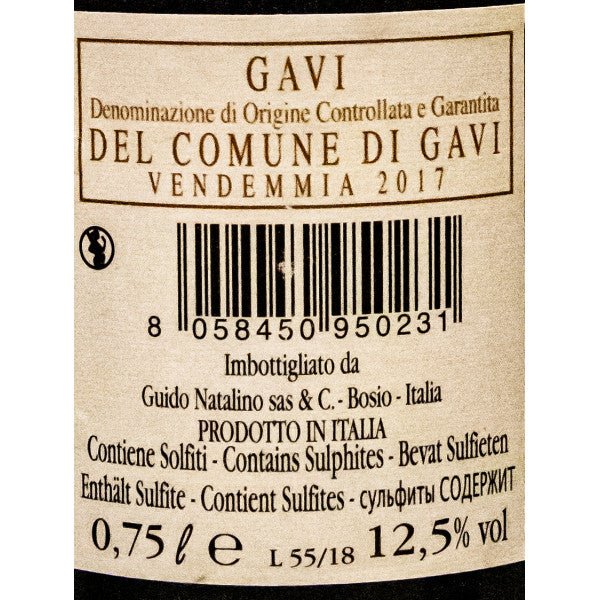 GAVI
Denominazione di Origine Controllata e Garantita
DEL COMUNE DI GAVI
VENDEMMIA 2017
8 058450 950231
Imbottigliato da
Guido Natalino sas & C. - Bosio - Italia
PRODOTTO IN ITALIA
Contiene Solfiti - Contains Sulphites - Bevat Sulfieten
Enthält Sulfite - Contient Sulfites - сульфиты СОДЕРЖИТ
0,75 ℓ e L 55/18 12,5% vol